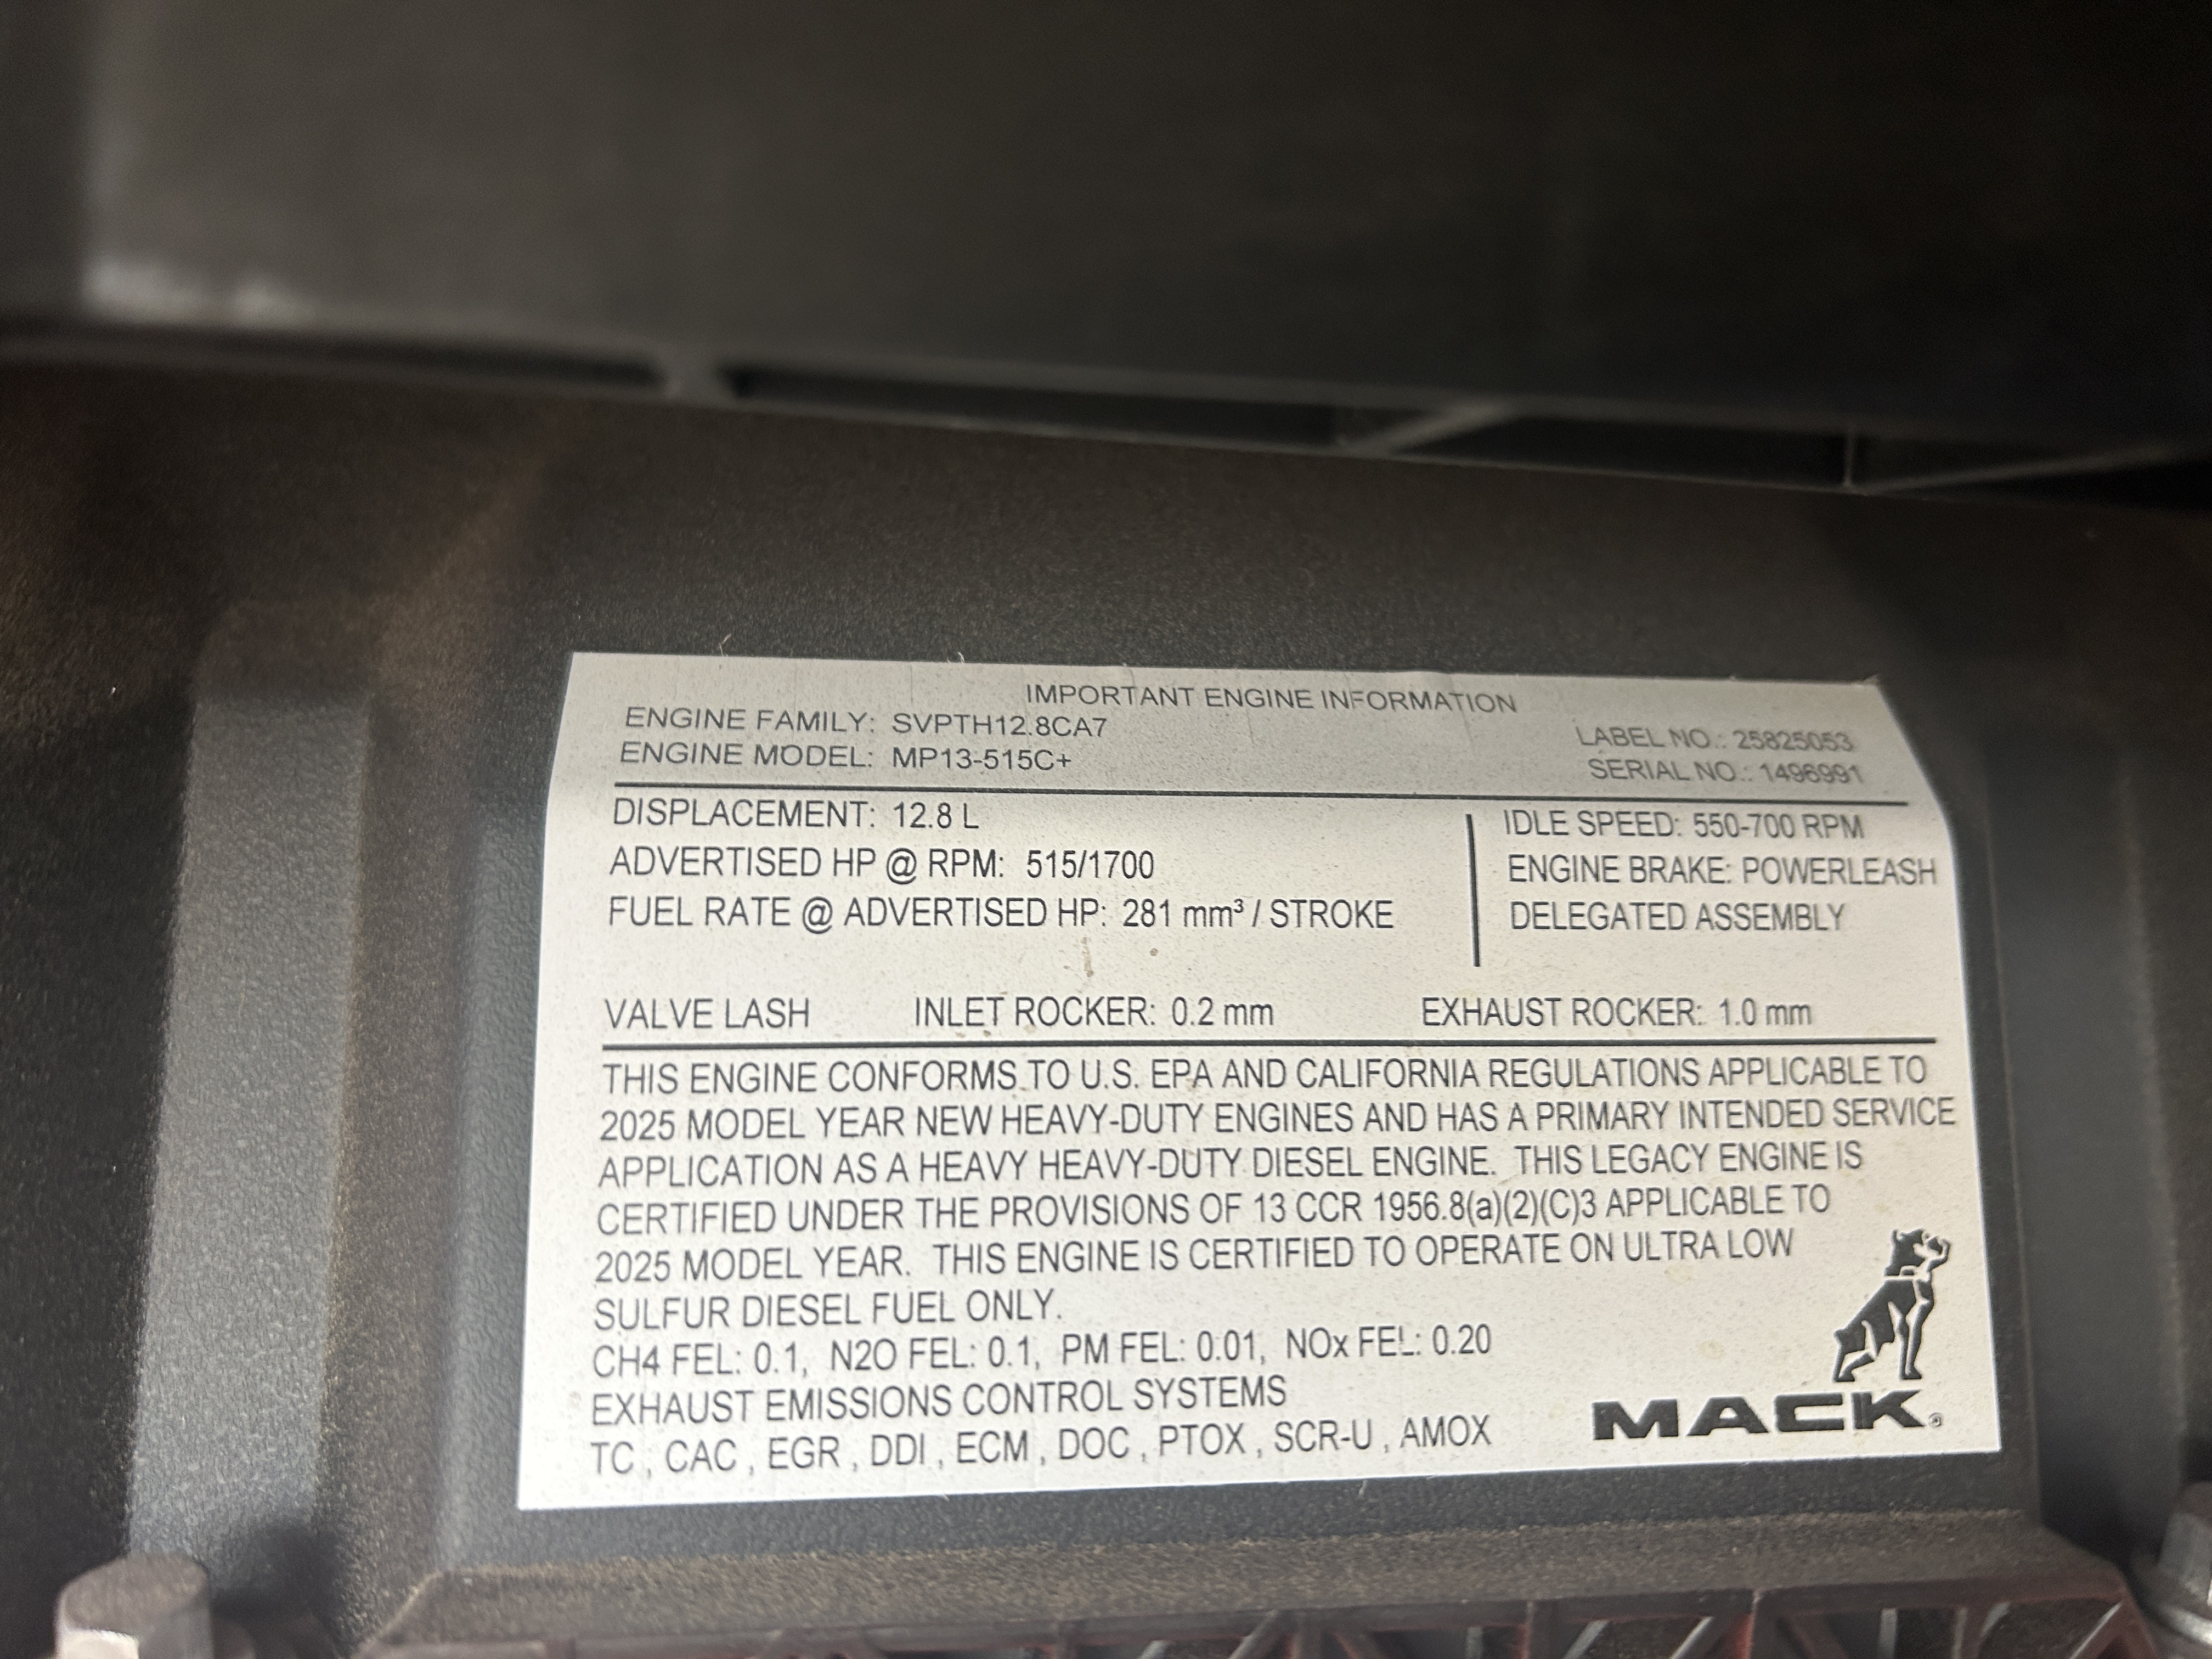 IMPORTANT ENGINE INFORMATION
ENGINE FAMILY: SVPTH12.8CA7
ENGINE MODEL: MP13-515C+
LABEL NO.: 25825053
SERIAL NO.: 1496991
DISPLACEMENT: 12.8 L
ADVERTISED HP @ RPM: 515/1700
FUEL RATE @ ADVERTISED HP: 281 mm³ / STROKE
IDLE SPEED: 550-700 RPM
ENGINE BRAKE: POWERLEASH
DELEGATED ASSEMBLY
VALVE LASH INLET ROCKER: 0.2 mm EXHAUST ROCKER: 1.0 mm
THIS ENGINE CONFORMS TO U.S. EPA AND CALIFORNIA REGULATIONS APPLICABLE TO
2025 MODEL YEAR NEW HEAVY-DUTY ENGINES AND HAS A PRIMARY INTENDED SERVICE
APPLICATION AS A HEAVY HEAVY-DUTY DIESEL ENGINE. THIS LEGACY ENGINE IS
CERTIFIED UNDER THE PROVISIONS OF 13 CCR 1956.8(a)(2)(C)3 APPLICABLE TO
2025 MODEL YEAR. THIS ENGINE IS CERTIFIED TO OPERATE ON ULTRA LOW
SULFUR DIESEL FUEL ONLY.
CH4 FEL: 0.1, N2O FEL: 0.1, PM FEL: 0.01, NOx FEL: 0.20
EXHAUST EMISSIONS CONTROL SYSTEMS
TC , CAC , EGR , DDI , ECM , DOC , PTOX , SCR-U , AMOX
MACK®